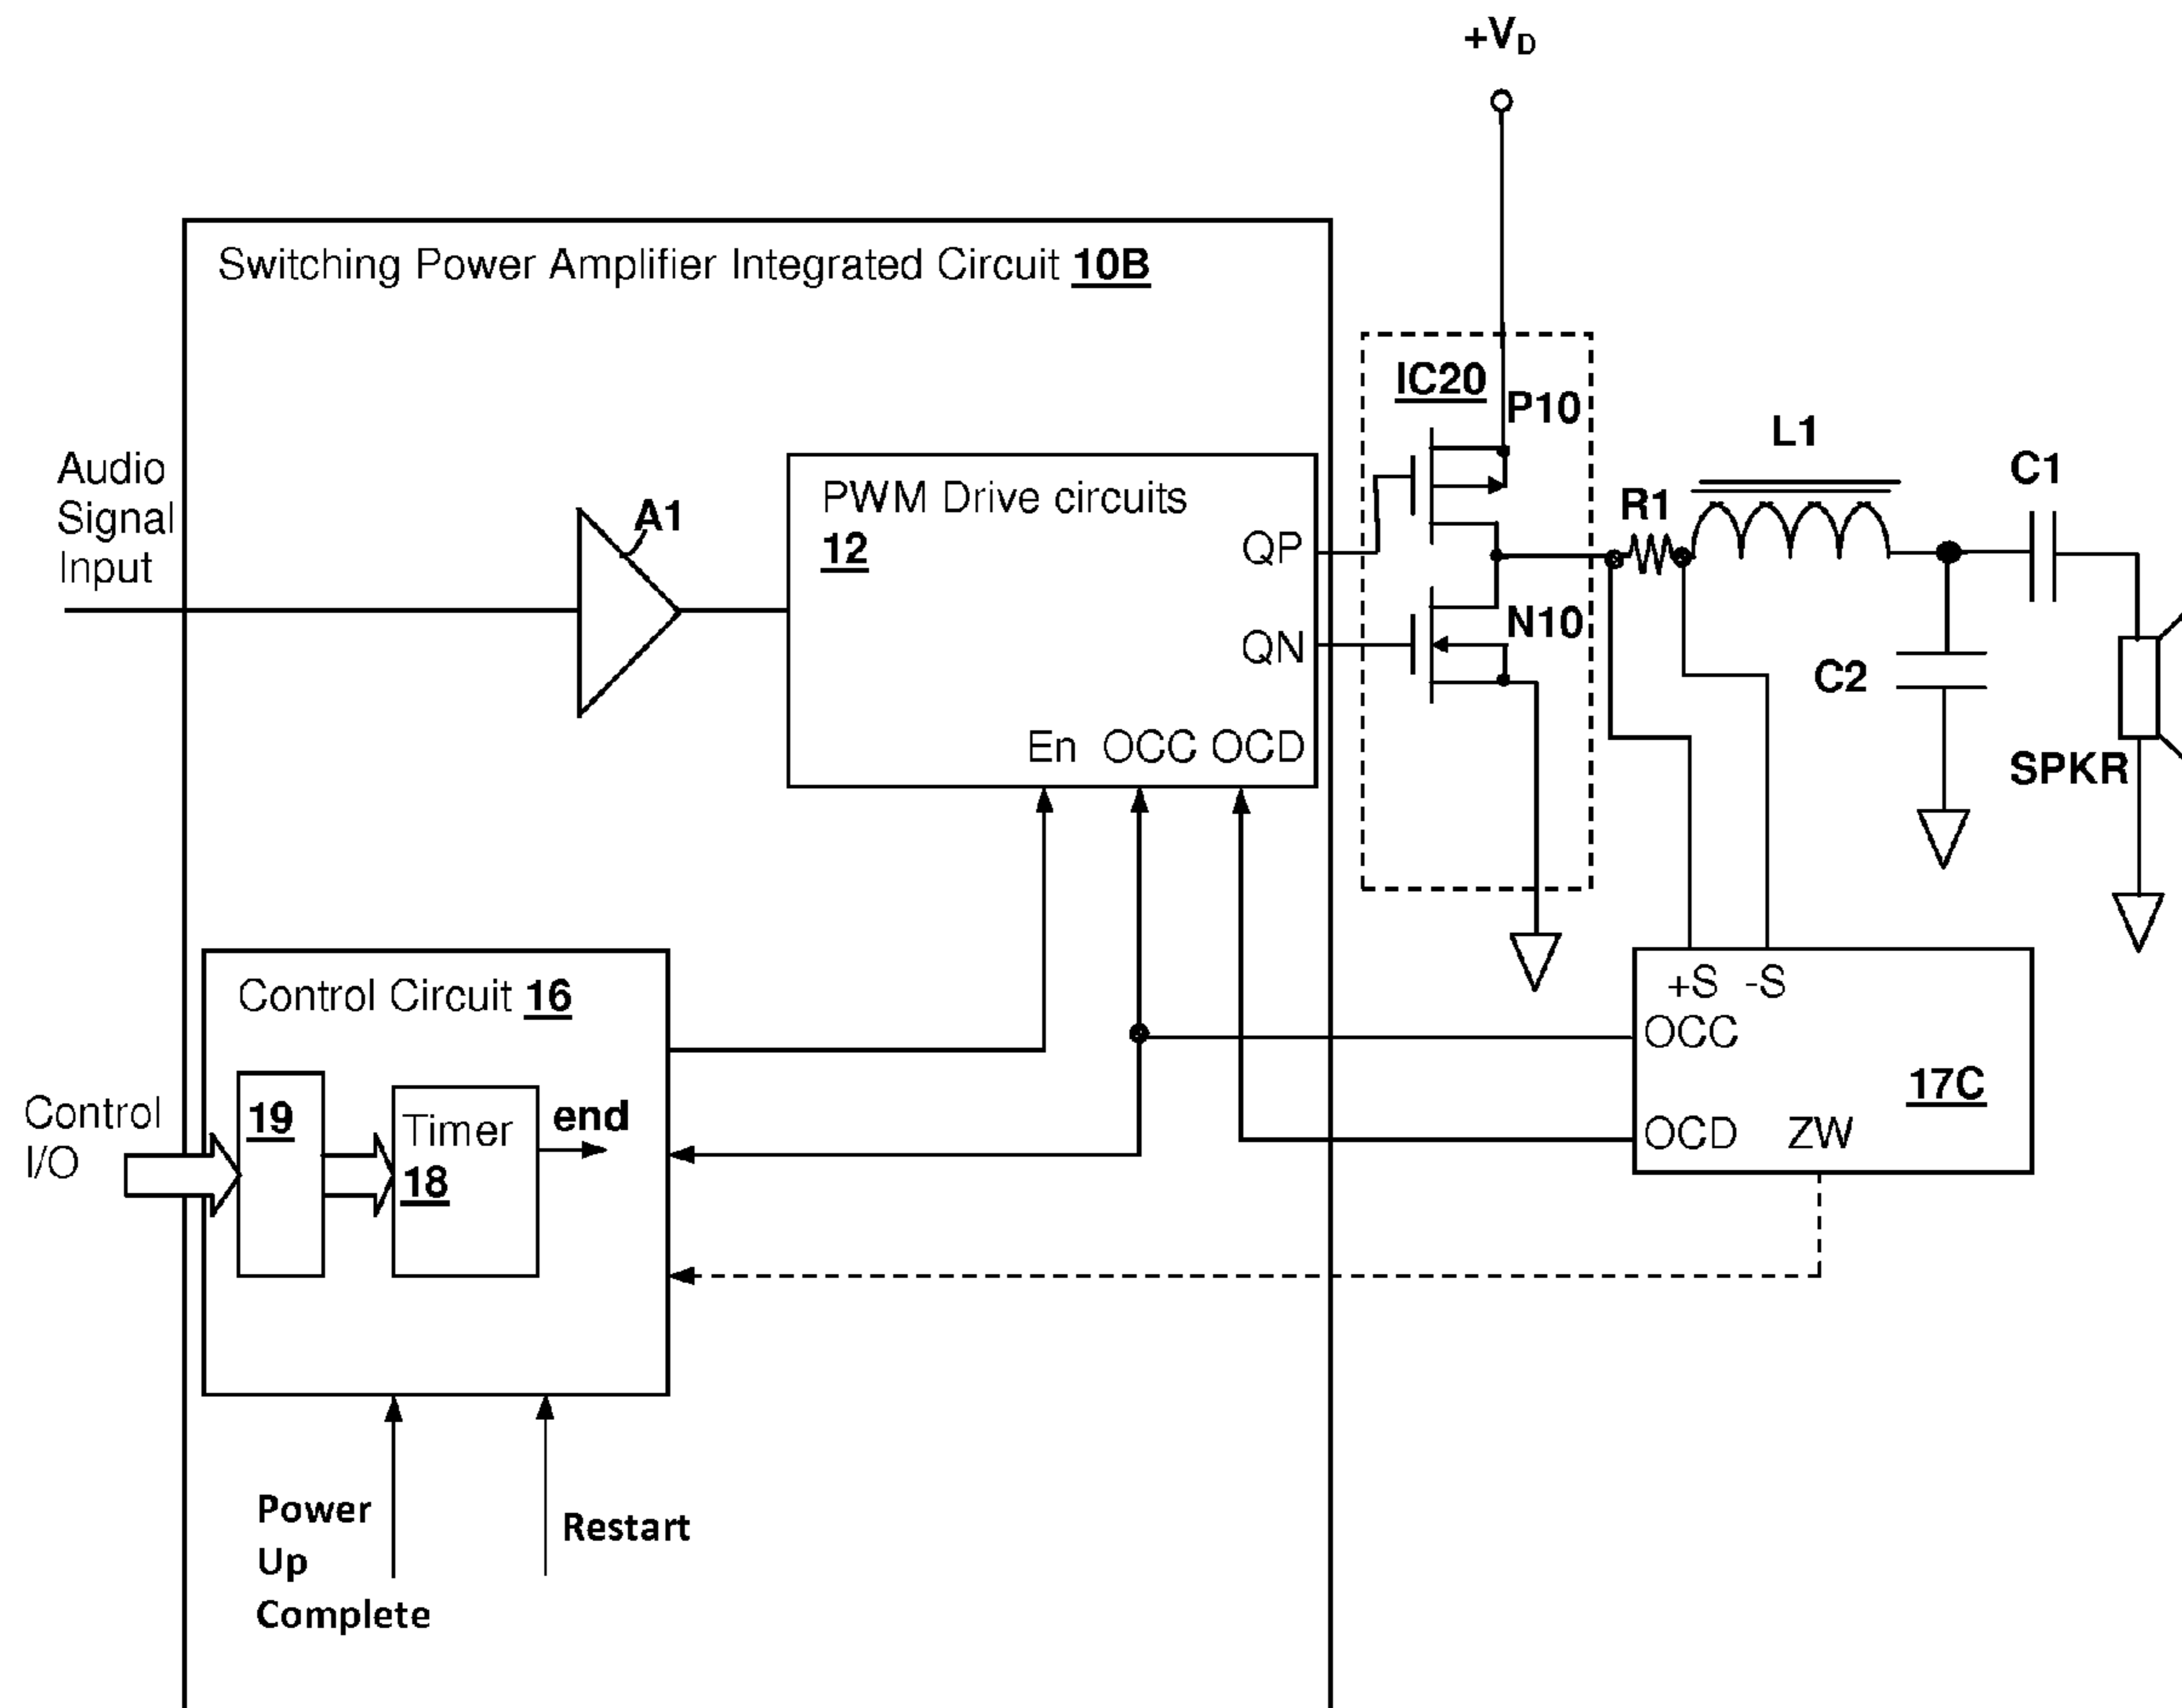 +VD
Switching Power Amplifier Integrated Circuit 10B
IC20
P10
L1
C1
Audio
Signal
Input
A1
PWM Drive circuits
12
QP
QN
En OCC OCD
R1
N10
C2
SPKR
Control Circuit 16
+S -S
OCC
17C
OCD ZW
Control
I/O
19
Timer
18
end
Power
Up
Complete
Restart